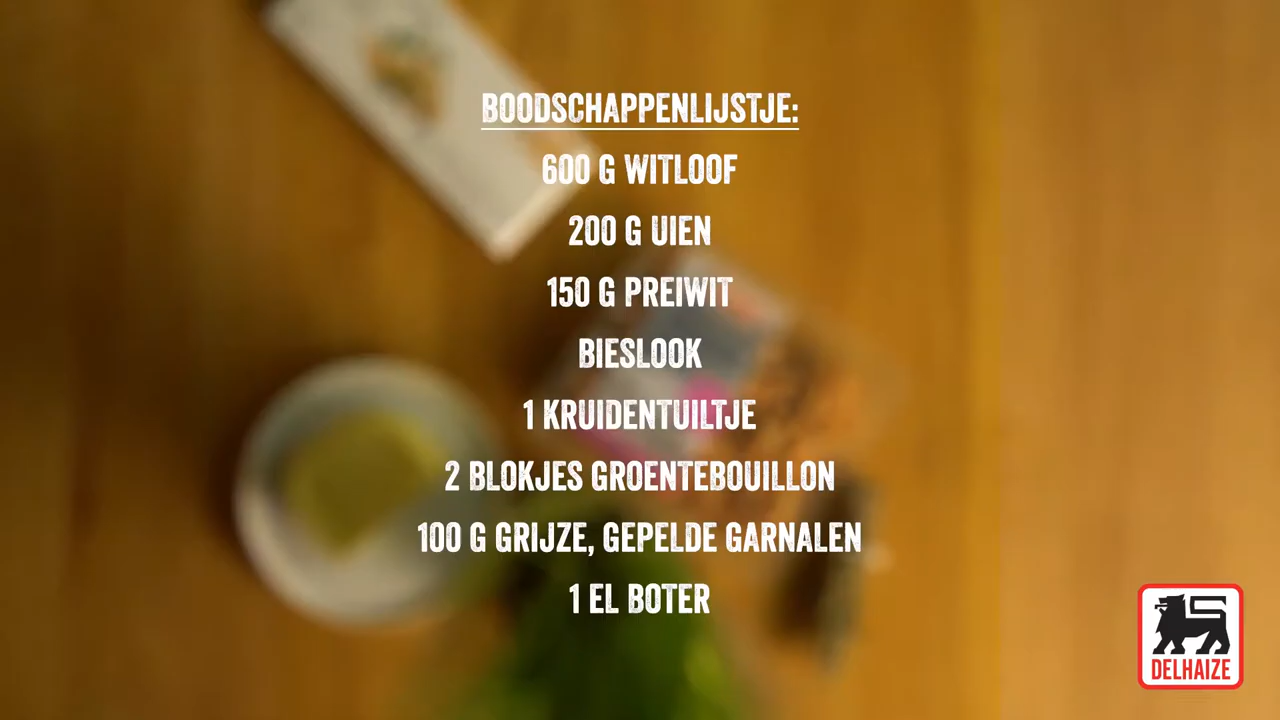 BOODSCHAPPENLIJSTJE:
600 G WITLOOF
200 G UIEN
150 G PREIWIT
BIESLOOK
1 KRUIDENTUILTJE
2 BLOKJES GROENTEBOUILLON
100 G GRIJZE, GEPELDE GARNALEN
1 EL BOTER
DELHAIZE